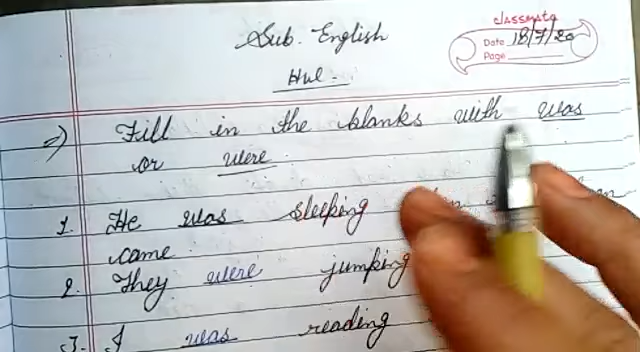 Sub. English
classmate
Date 18/7/20
Page
H.w.
⇒) Fill in the blanks with was
or were.
1. He was sleeping
came.
2. They were jumping
3. I was reading